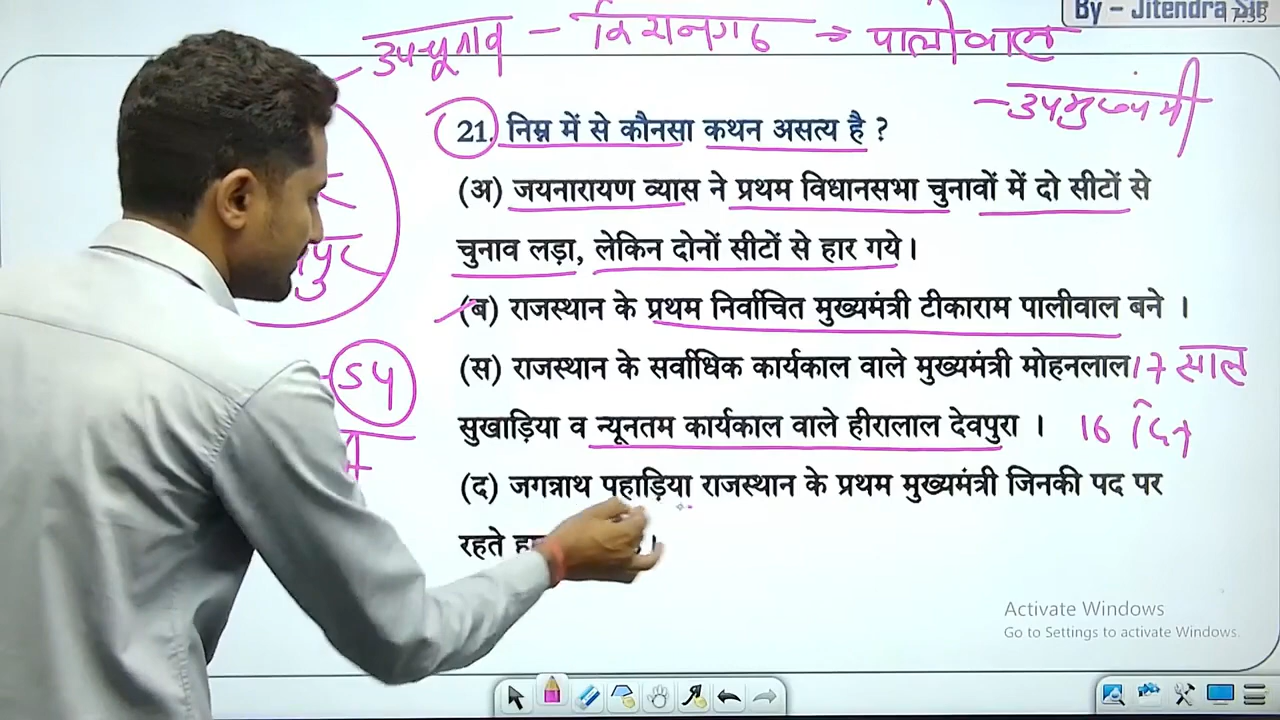 By - Jitendra Sir
उपचुनाव - किशनगढ़ ⇒ पालीवाल
- उपमुख्यमंत्री
21. निम्न में से कौनसा कथन असत्य है ?
(अ) जयनारायण व्यास ने प्रथम विधानसभा चुनावों में दो सीटों से
चुनाव लड़ा, लेकिन दोनों सीटों से हार गये।
(ब) राजस्थान के प्रथम निर्वाचित मुख्यमंत्री टीकाराम पालीवाल बने ।
(स) राजस्थान के सर्वाधिक कार्यकाल वाले मुख्यमंत्री मोहनलाल 17 साल
सुखाड़िया व न्यूनतम कार्यकाल वाले हीरालाल देवपुरा । 16 दिन
(द) जगन्नाथ पहाड़िया राजस्थान के प्रथम मुख्यमंत्री जिनकी पद पर
रहते
54
Activate Windows
Go to Settings to activate Windows.